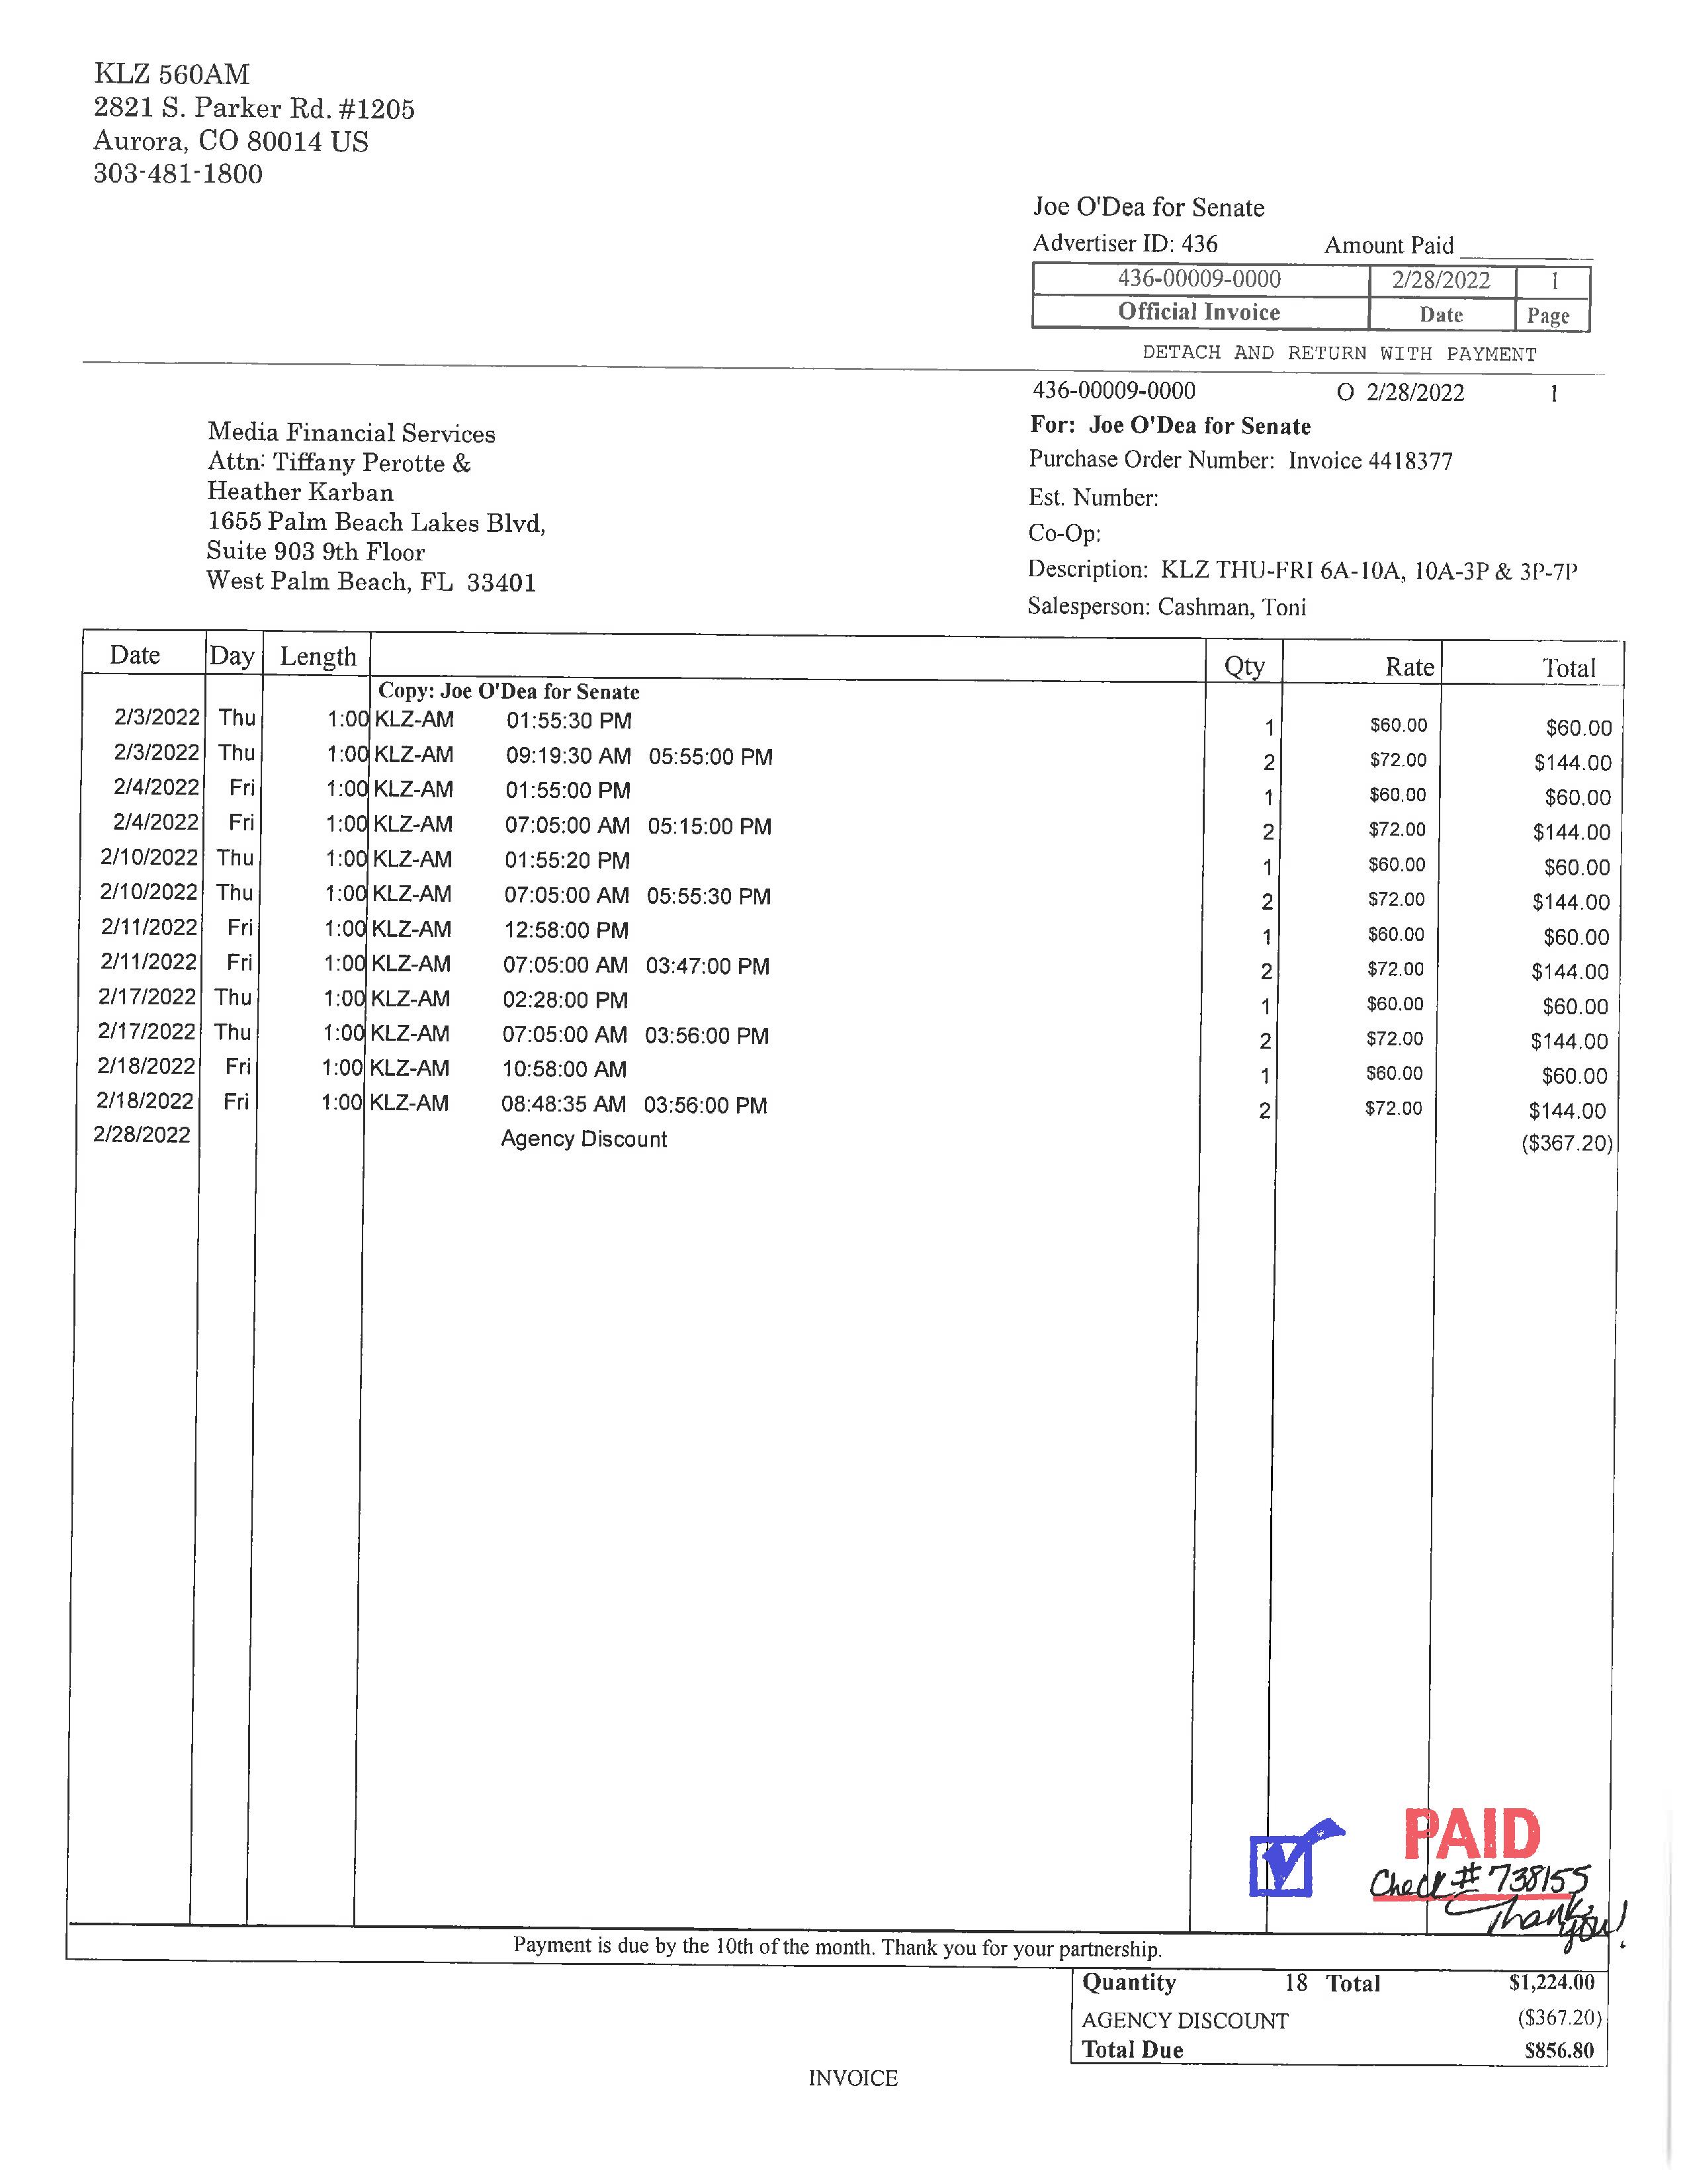 KLZ 560AM
2821 S. Parker Rd. #1205
Aurora, CO 80014 US
303-481-1800
Joe O'Dea for Senate
Advertiser ID: 436 Amount Paid
436-00009-0000 2/28/2022 1
Official Invoice Date Page
DETACH AND RETURN WITH PAYMENT
436-00009-0000 O 2/28/2022 1
Media Financial Services
Attn: Tiffany Perotte &
Heather Karban
1655 Palm Beach Lakes Blvd,
Suite 903 9th Floor
West Palm Beach, FL 33401
For: Joe O'Dea for Senate
Purchase Order Number: Invoice 4418377
Est. Number:
Co-Op:
Description: KLZ THU-FRI 6A-10A, 10A-3P & 3P-7P
Salesperson: Cashman, Toni
Date Day Length Qty Rate Total
Copy: Joe O'Dea for Senate
2/3/2022 Thu 1:00 KLZ-AM 01:55:30 PM 1 $60.00 $60.00
2/3/2022 Thu 1:00 KLZ-AM 09:19:30 AM 05:55:00 PM 2 $72.00 $144.00
2/4/2022 Fri 1:00 KLZ-AM 01:55:00 PM 1 $60.00 $60.00
2/4/2022 Fri 1:00 KLZ-AM 07:05:00 AM 05:15:00 PM 2 $72.00 $144.00
2/10/2022 Thu 1:00 KLZ-AM 01:55:20 PM 1 $60.00 $60.00
2/10/2022 Thu 1:00 KLZ-AM 07:05:00 AM 05:55:30 PM 2 $72.00 $144.00
2/11/2022 Fri 1:00 KLZ-AM 12:58:00 PM 1 $60.00 $60.00
2/11/2022 Fri 1:00 KLZ-AM 07:05:00 AM 03:47:00 PM 2 $72.00 $144.00
2/17/2022 Thu 1:00 KLZ-AM 02:28:00 PM 1 $60.00 $60.00
2/17/2022 Thu 1:00 KLZ-AM 07:05:00 AM 03:56:00 PM 2 $72.00 $144.00
2/18/2022 Fri 1:00 KLZ-AM 10:58:00 AM 1 $60.00 $60.00
2/18/2022 Fri 1:00 KLZ-AM 08:48:35 AM 03:56:00 PM 2 $72.00 $144.00
2/28/2022 Agency Discount ($367.20)
PAID
Check # 738155
Thank
you!
Payment is due by the 10th of the month. Thank you for your partnership.
Quantity 18 Total $1,224.00
AGENCY DISCOUNT ($367.20)
Total Due $856.80
INVOICE